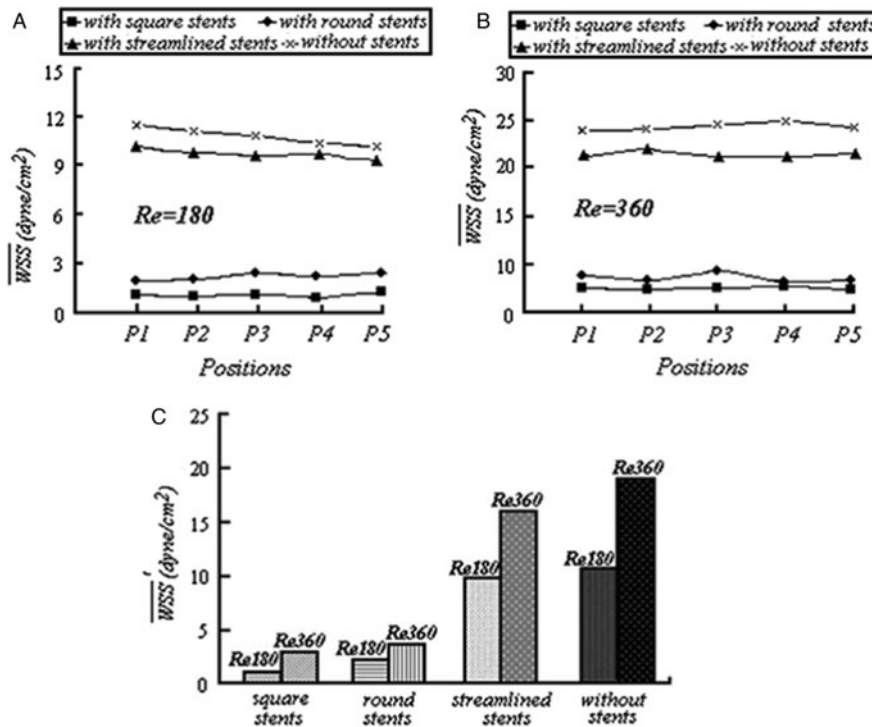 A
with square stents with round stents
with streamlined stents without stents
15
12
9
6
3
0
WSS (dyne/cm²)
Re=180
P1 P2 P3 P4 P5
Positions
B
with square stents with round stents
with streamlined stents without stents
30
25
20
15
10
0
WSS (dyne/cm²)
Re=360
P1 P2 P3 P4 P5
Positions
C
25
20
15
10
5
0
WSS' (dyne/cm²)
Re180 Re360
Re180 Re360
Re180 Re360
Re180 Re360
square stents
round stents
streamlined stents
without stents